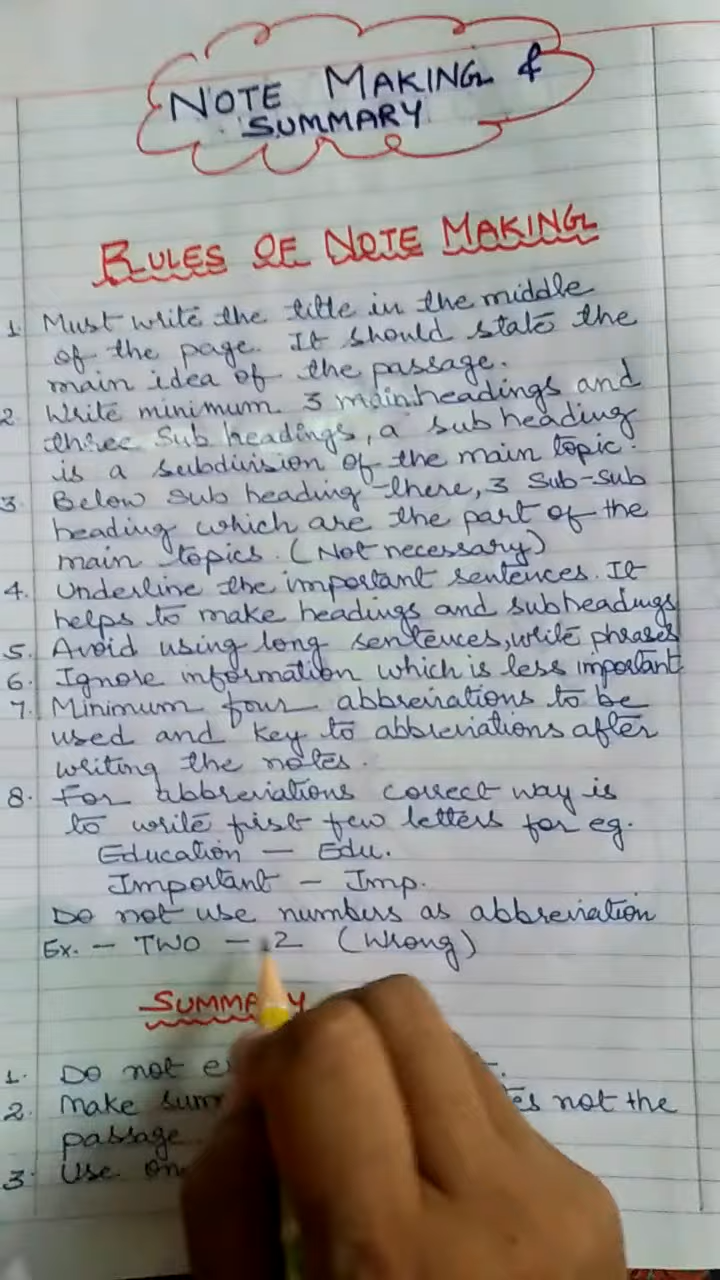 NOTE MAKING &
SUMMARY
RULES OF NOTE MAKING
1. Must write the title in the middle
of the page. It should state the
main idea of the passage.
2. Write minimum 3 main headings and
three Sub headings, a sub heading
is a subdivision of the main topic.
3. Below sub heading there, 3 Sub-sub
heading which are the part of the
main topics. (Not necessary)
4. Underline the important sentences. It
helps to make headings and subheadings
5. Avoid using long sentences, write phrases
6. Ignore information which is less important
7. Minimum four abbreviations to be
used and key to abbreviations after
writing the notes.
8. For abbreviations correct way is
to write first few letters for eg.
Education — Edu.
Important — Imp.
Do not use numbers as abbreviation
Ex. — TWO — 2 (Wrong)
SUMMARY
1. Do not
2. Make not the
passage
3. Use